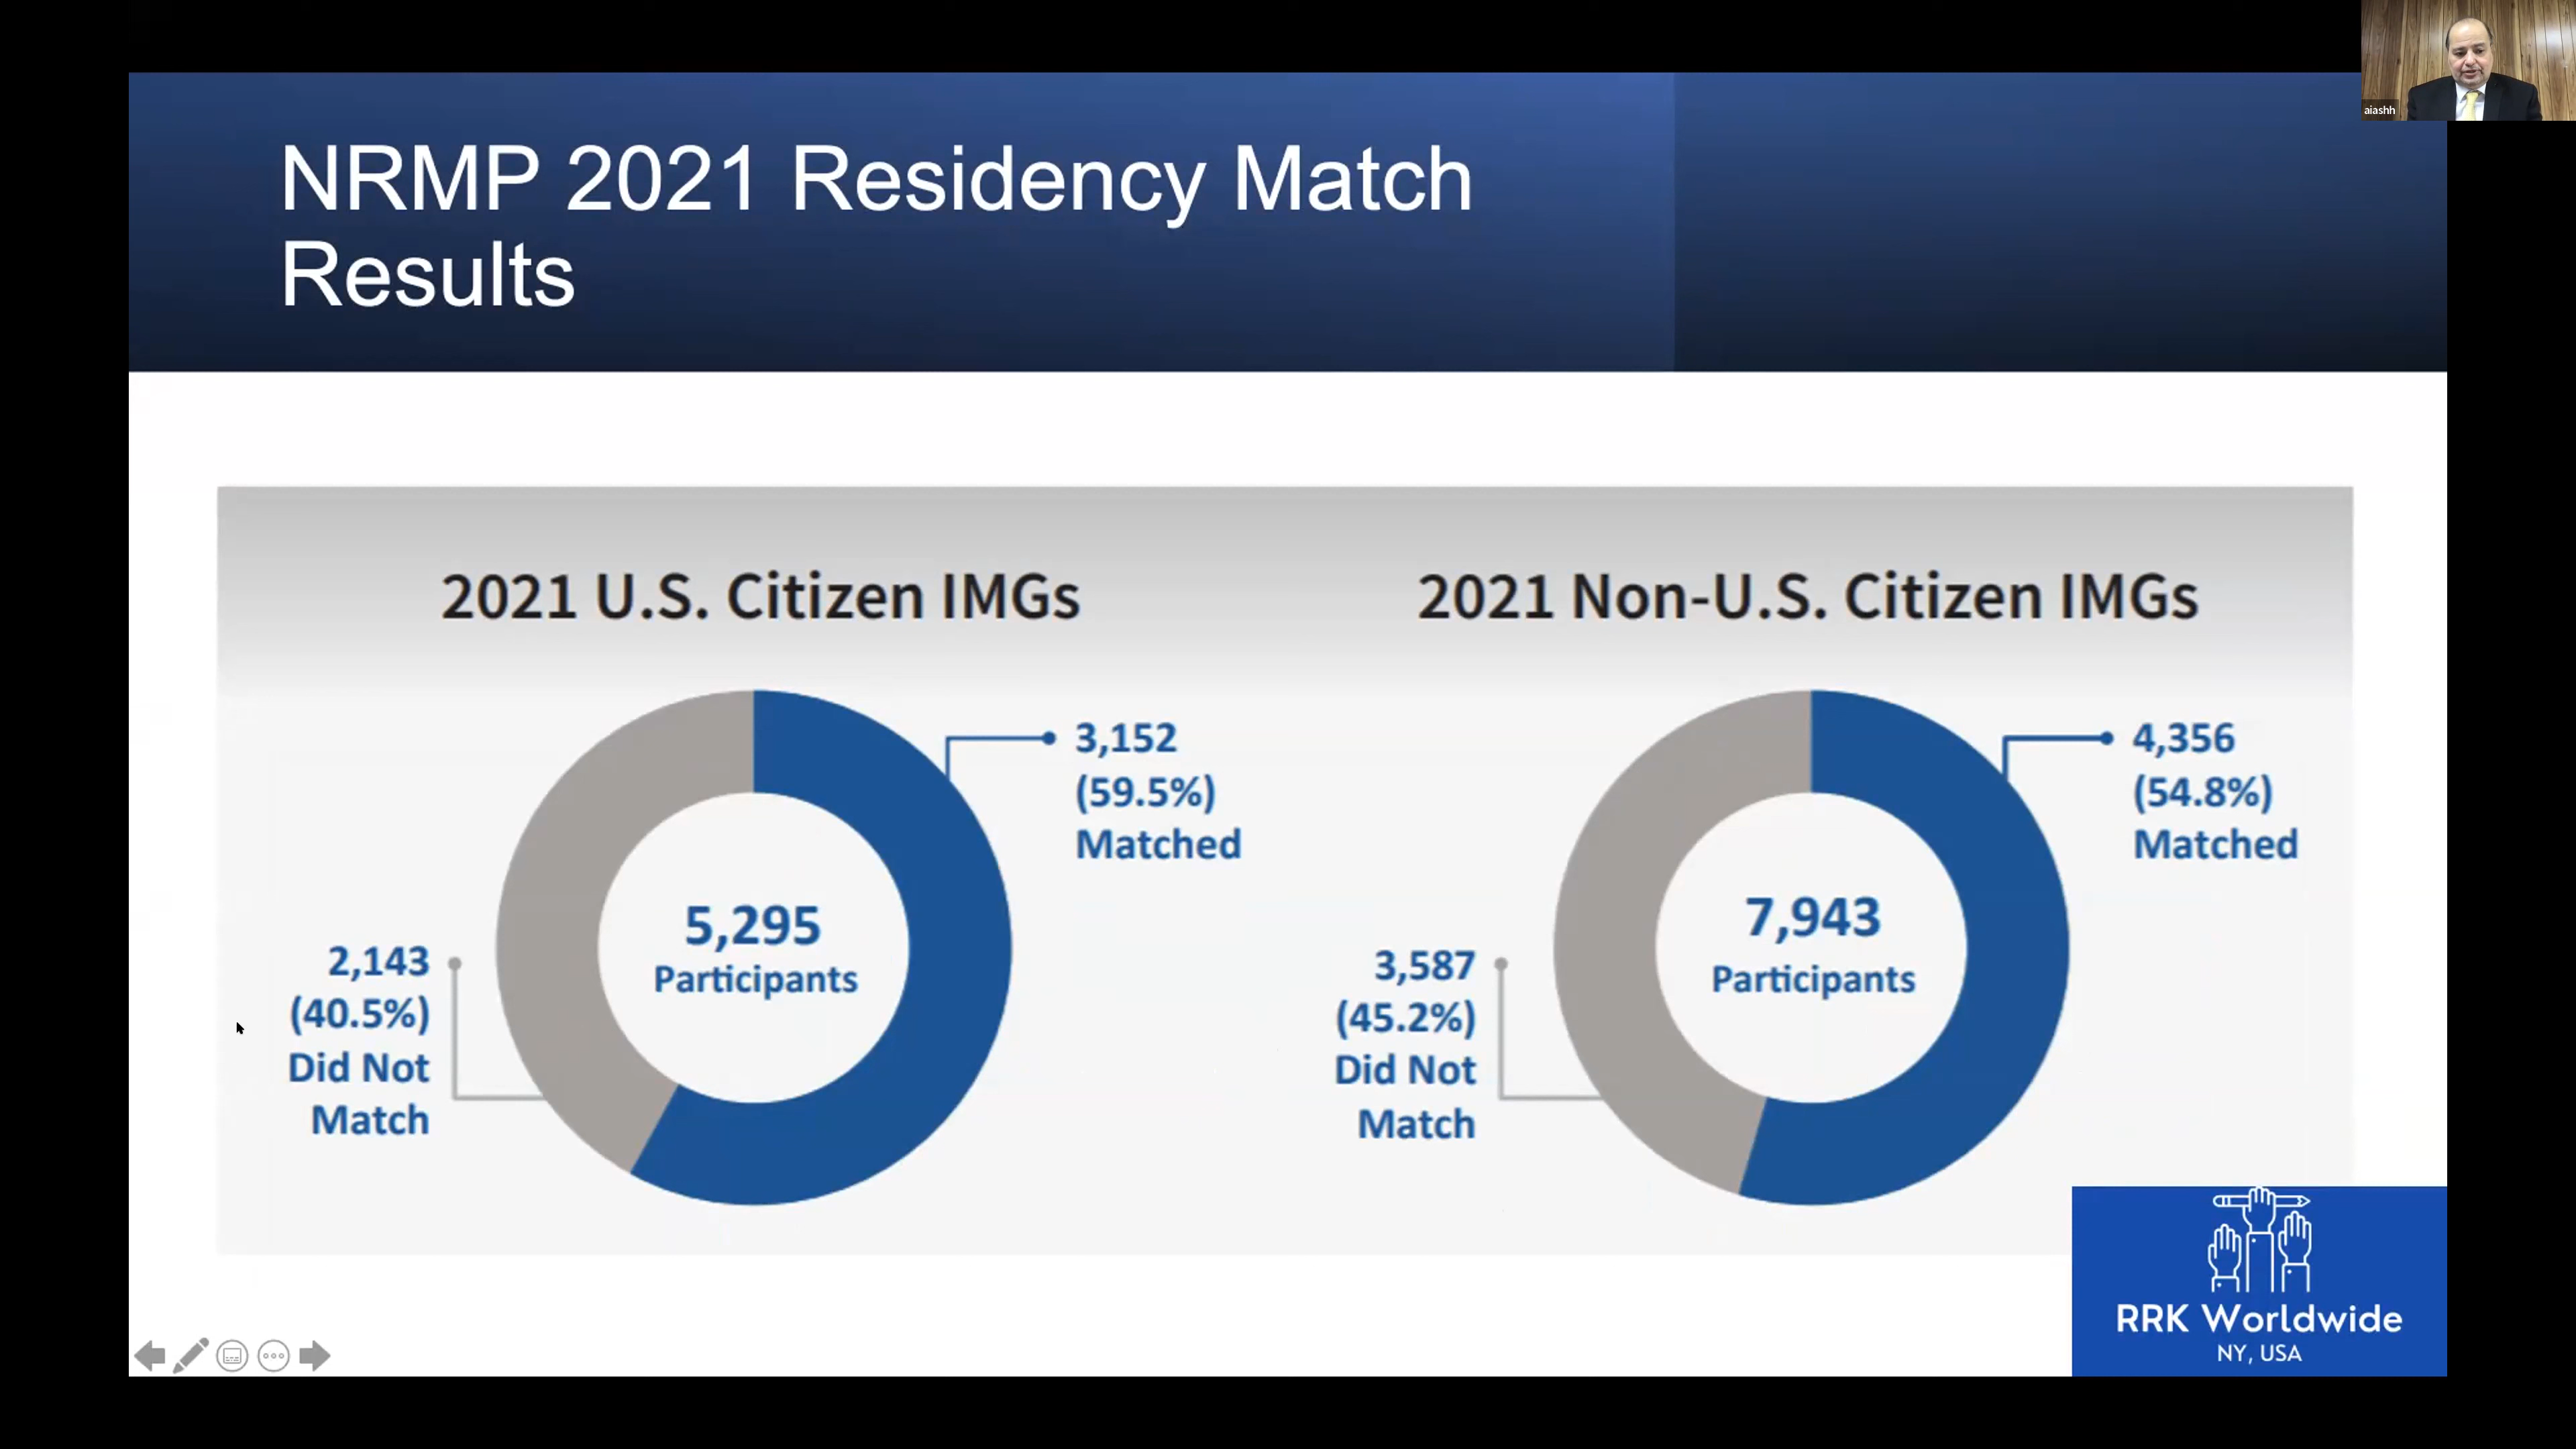 aiashh
NRMP 2021 Residency Match
Results
2021 U.S. Citizen IMGs
3,152
(59.5%)
Matched
5,295
Participants
2,143
(40.5%)
Did Not
Match
2021 Non-U.S. Citizen IMGs
4,356
(54.8%)
Matched
7,943
Participants
3,587
(45.2%)
Did Not
Match
RRK Worldwide
NY, USA